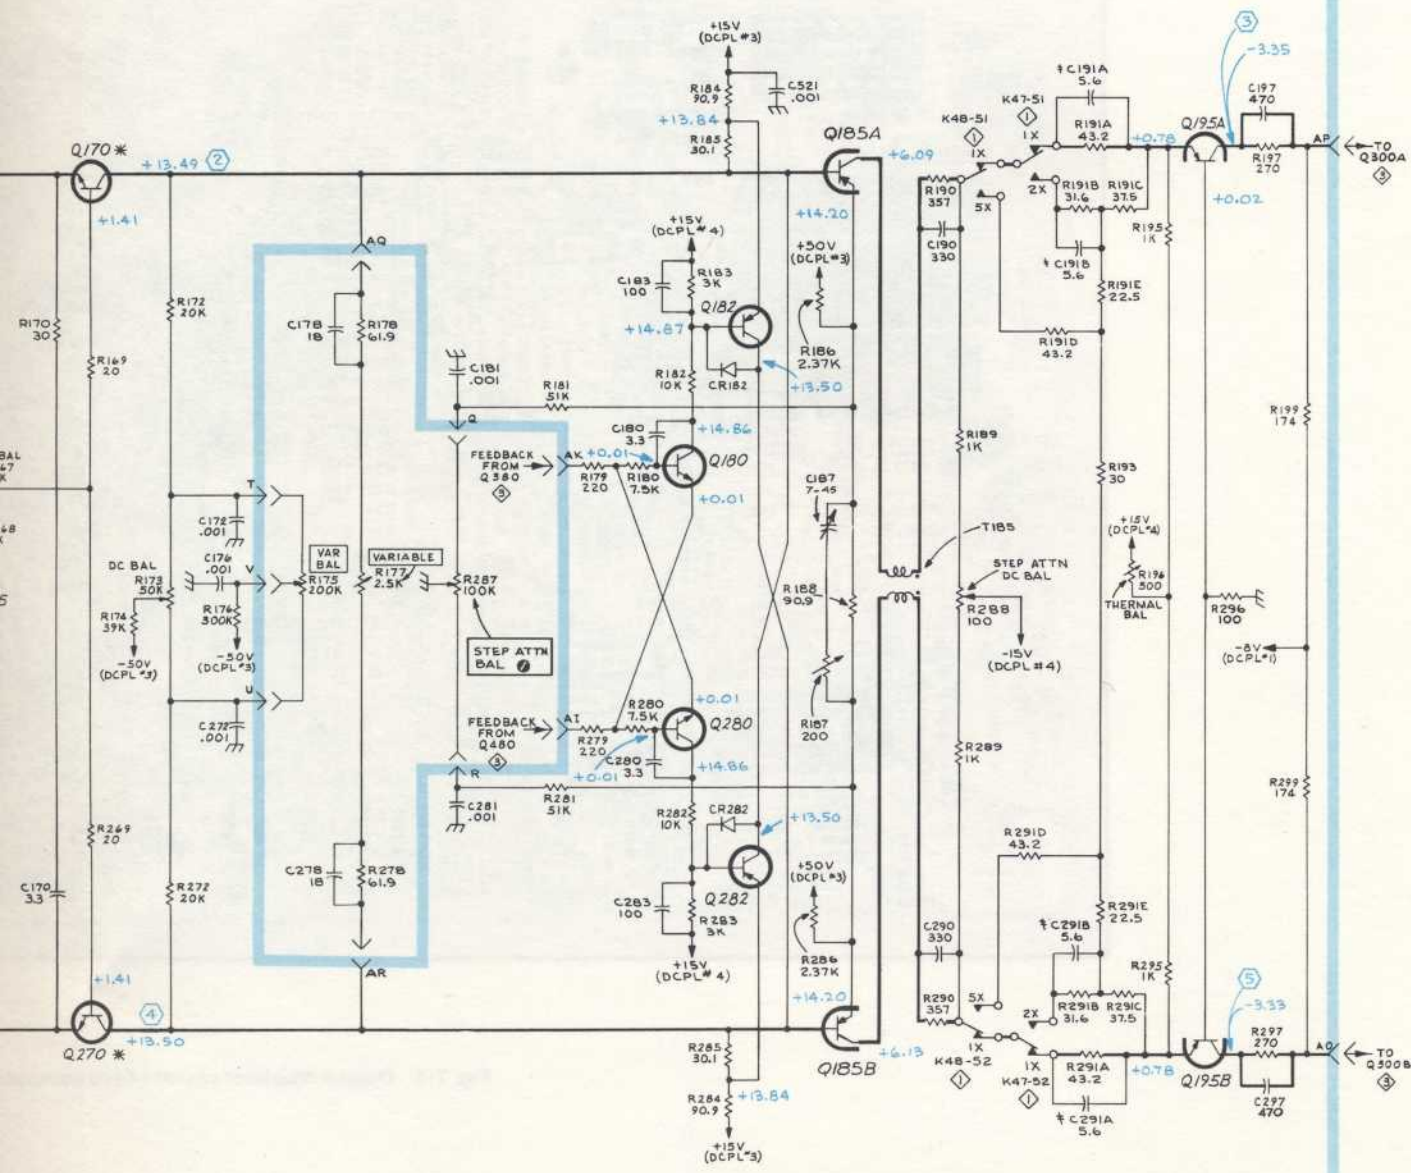 +15V
(DCPL #3)
R184
90.9
C521
.001
+13.84
R185
30.1
Q170 *
+13.49
2
+1.41
Q185A
+6.09
+14.20
K48-51
1
1X
5X
K47-51
1
1X
2X
‡C191A
5.6
R191A
43.2
+0.78
Q195A
3
-3.35
C197
470
R197
270
AP
TO
Q300A
3
+0.02
R190
357
C190
330
R191B
31.6
R191C
37.5
‡C191B
5.6
R195
1K
R191E
22.5
R191D
43.2
AQ
+15V
(DCPL #4)
C183
100
R183
3K
Q182
+14.87
+50V
(DCPL #3)
R186
2.37K
CR182
+13.50
R182
10K
R172
20K
R170
30
R169
20
C178
18
R178
61.9
C181
.001
R181
51K
Q
C180
3.3
+14.86
Q180
FEEDBACK
FROM
Q380
3
AK
+0.01
R179
220
R180
7.5K
+0.01
C187
7-45
R189
1K
R199
174
R193
30
BAL
67
K
68
K
5
T
C172
.001
C176
.001
V
DC BAL
R173
50K
R174
39K
-50V
(DCPL #3)
R176
300K
-50V
(DCPL #3)
VAR
BAL
R175
200K
VARIABLE
R177
2.5K
R287
100K
STEP ATTN
BAL
U
C272
.001
R188
90.9
R187
200
T185
STEP ATTN
DC BAL
R288
100
-15V
(DCPL #4)
+15V
(DCPL #4)
R196
500
THERMAL
BAL
R296
100
-8V
(DCPL #1)
FEEDBACK
FROM
Q480
3
AI
R279
220
R280
7.5K
+0.01
Q280
C280
3.3
+0.01
+14.86
R
C281
.001
R281
51K
R282
10K
CR282
+13.50
Q282
R289
1K
R299
174
R269
20
C170
3.3
R272
20K
C278
18
R278
61.9
C283
100
R283
3K
+15V
(DCPL #4)
+50V
(DCPL #3)
R286
2.37K
+14.20
R291D
43.2
R291E
22.5
C290
330
‡C291B
5.6
R295
1K
AR
+1.41
4
+13.50
Q270 *
R290
357
5X
1X
K48-52
1
2X
1X
K47-52
1
R291B
31.6
R291C
37.5
5
-3.33
R297
270
AO
TO
Q300B
3
R285
30.1
R284
90.9
+13.84
+15V
(DCPL #3)
Q185B
+6.13
R291A
43.2
+0.78
‡C291A
5.6
Q195B
C297
470